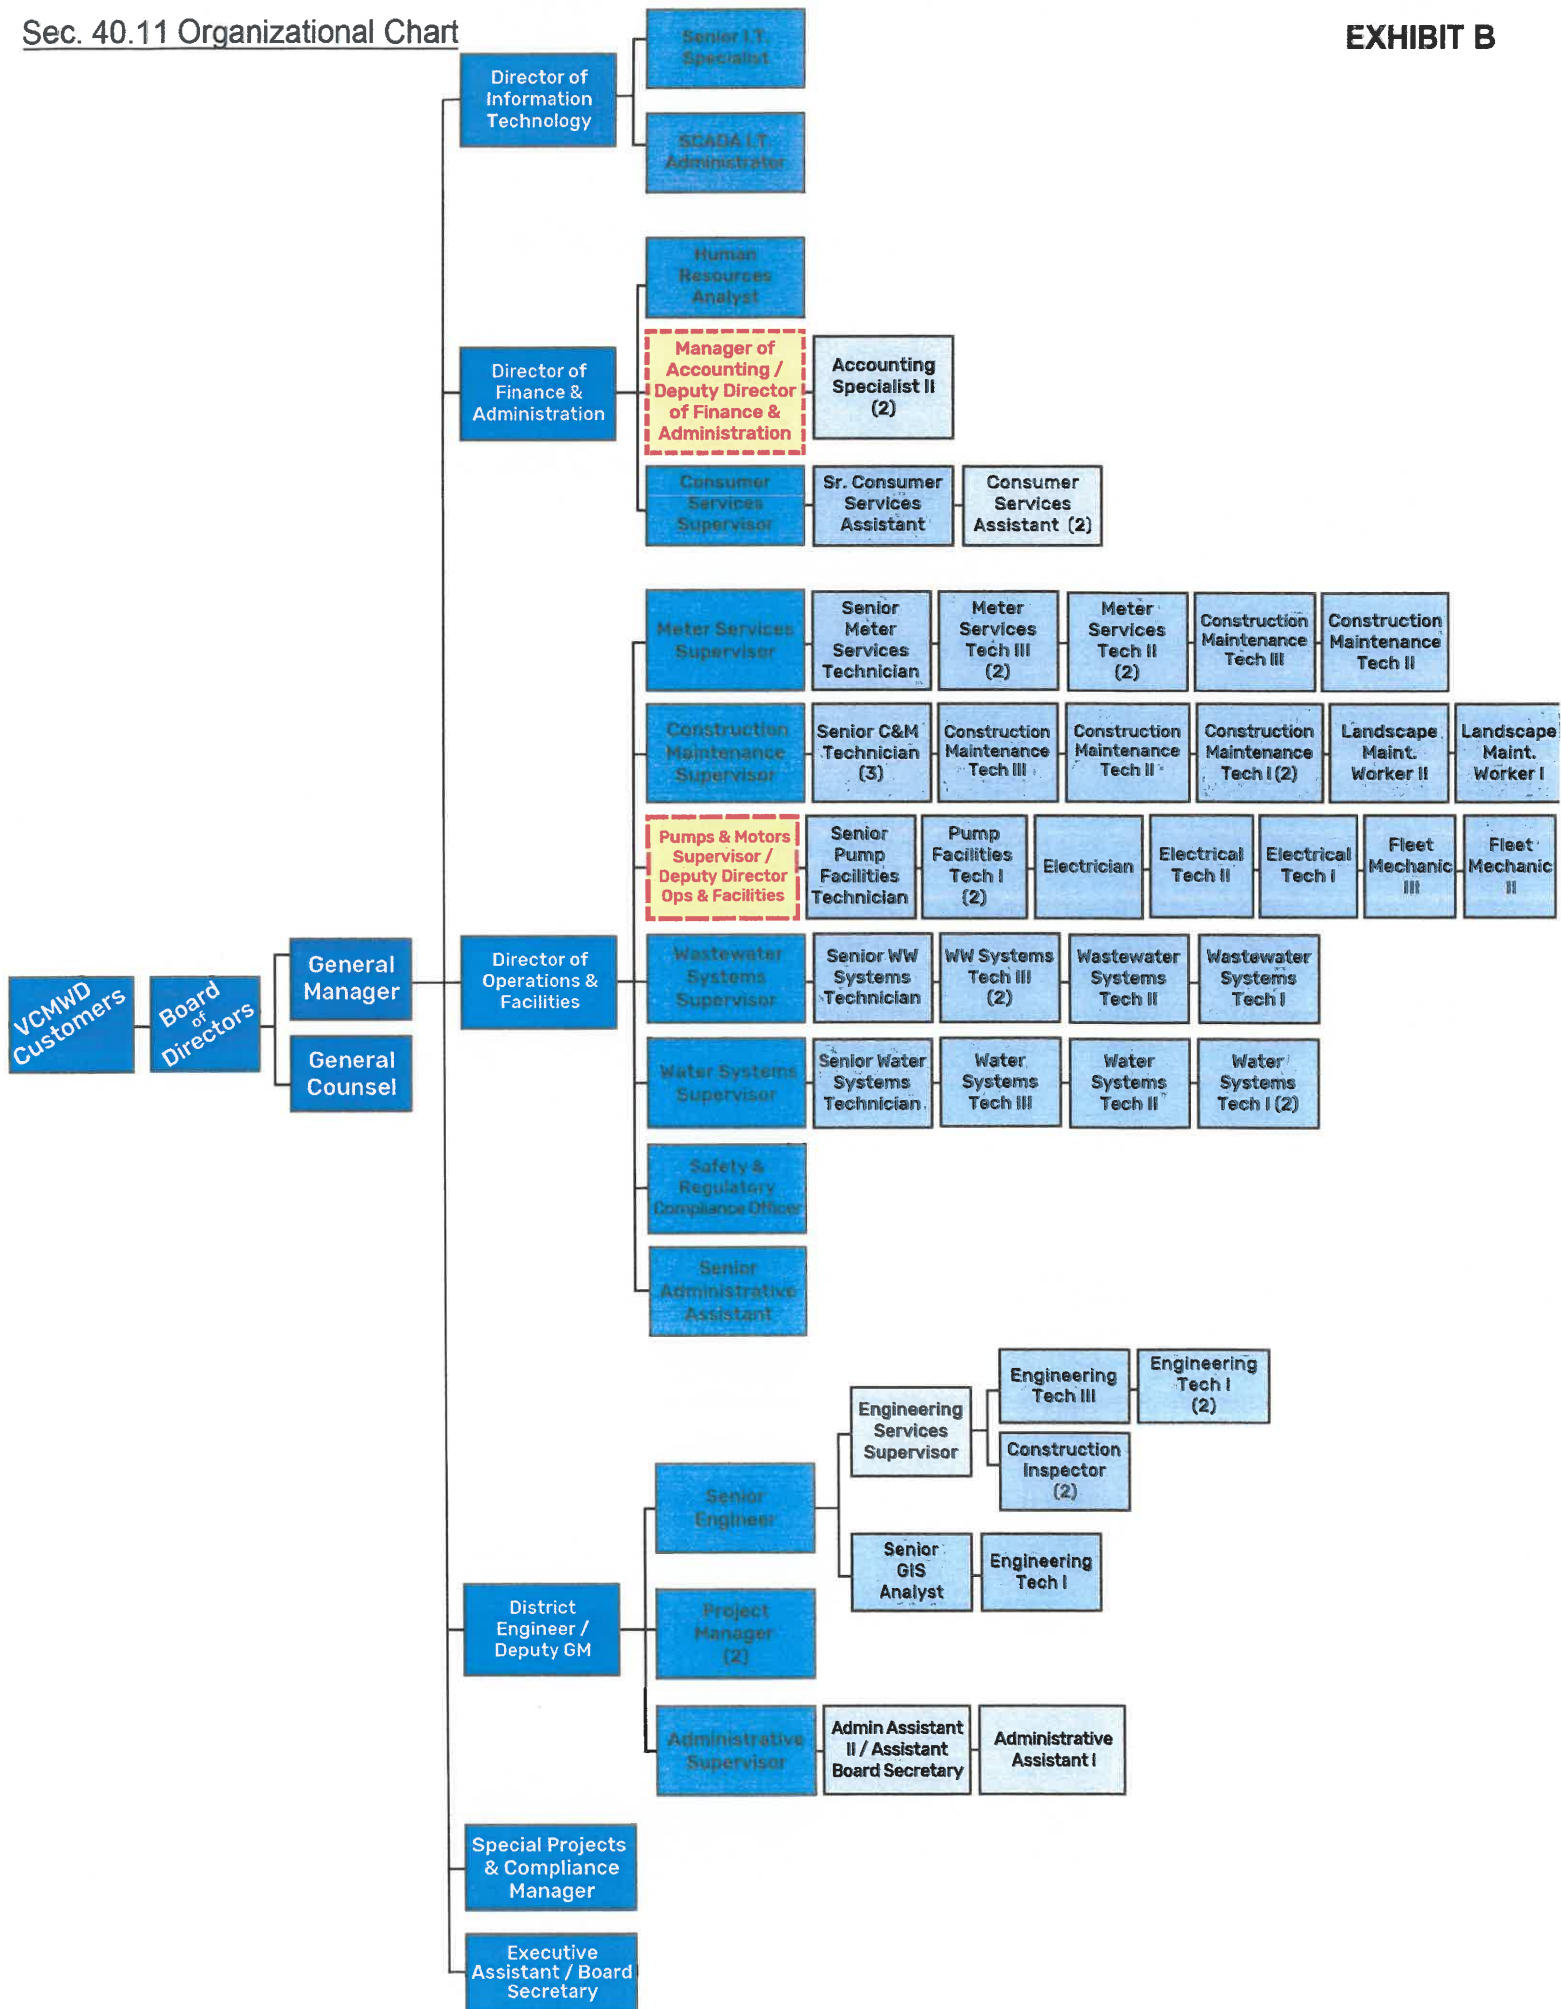 Sec. 40.11 Organizational Chart
EXHIBIT B
Senior I.T.
Specialist
Director of
Information
Technology
SCADA I.T.
Administrator
Human
Resources
Analyst
Director of
Finance &
Administration
Manager of
Accounting /
Deputy Director
of Finance &
Administration
Accounting
Specialist II
(2)
Consumer
Services
Supervisor
Sr. Consumer
Services
Assistant
Consumer
Services
Assistant (2)
Meter Services
Supervisor
Senior
Meter
Services
Technician
Meter
Services
Tech III
(2)
Meter
Services
Tech II
(2)
Construction
Maintenance
Tech III
Construction
Maintenance
Tech II
Construction
Maintenance
Supervisor
Senior C&M
Technician
(3)
Construction
Maintenance
Tech III
Construction
Maintenance
Tech II
Construction
Maintenance
Tech I (2)
Landscape
Maint.
Worker II
Landscape
Maint.
Worker I
Pumps & Motors
Supervisor /
Deputy Director
Ops & Facilities
Senior
Pump
Facilities
Technician
Pump
Facilities
Tech I
(2)
Electrician
Electrical
Tech II
Electrical
Tech I
Fleet
Mechanic
III
Fleet
Mechanic
II
VCMWD
Customers
Board
of
Directors
General
Manager
General
Counsel
Director of
Operations &
Facilities
Wastewater
Systems
Supervisor
Senior WW
Systems
Technician
WW Systems
Tech III
(2)
Wastewater
Systems
Tech II
Wastewater
Systems
Tech I
Water Systems
Supervisor
Senior Water
Systems
Technician
Water
Systems
Tech III
Water
Systems
Tech II
Water
Systems
Tech I (2)
Safety &
Regulatory
Compliance Officer
Senior
Administrative
Assistant
Engineering
Services
Supervisor
Engineering
Tech III
Engineering
Tech I
(2)
Construction
Inspector
(2)
Senior
Engineer
Senior
GIS
Analyst
Engineering
Tech I
District
Engineer /
Deputy GM
Project
Manager
(2)
Administrative
Supervisor
Admin Assistant
II / Assistant
Board Secretary
Administrative
Assistant I
Special Projects
& Compliance
Manager
Executive
Assistant / Board
Secretary